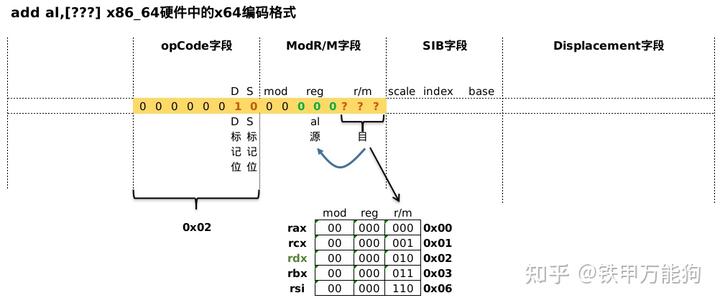 add al,[???] x86_64硬件中的x64编码格式
opCode字段 ModR/M字段 SIB字段 Displacement字段
D S mod reg r/m scale index base
0 0 0 0 0 0 1 0 0 0 0 0 0 ? ? ?
D标记位 S标记位 al源 目
0x02
mod reg r/m
rax 00 000 000 0x00
rcx 00 000 001 0x01
rdx 00 000 010 0x02
rbx 00 000 011 0x03
rsi 00 000 110 0x06
知乎 @铁甲万能狗